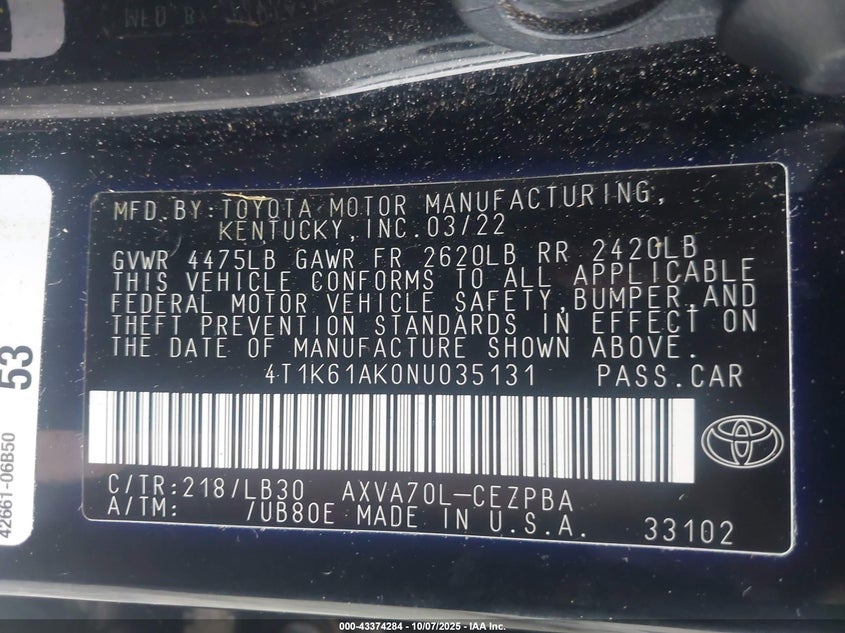 MFD.BY:TOYOTA MOTOR MANUFACTURING,
KENTUCKY,INC.03/22
GVWR 4475LB GAWR FR 2620LB RR 2420LB
THIS VEHICLE CONFORMS TO ALL APPLICABLE
FEDERAL MOTOR VEHICLE SAFETY,BUMPER,AND
THEFT PREVENTION STANDARDS IN EFFECT ON
THE DATE OF MANUFACTURE SHOWN ABOVE.
4T1K61AK0NU035131 PASS.CAR
C/TR:218/LB30 AXVA70L-CEZPBA
A/TM: 7UB80E MADE IN U.S.A. 33102
53
42661-06B50
000-43374284 - 10/07/2025 - IAA Inc.